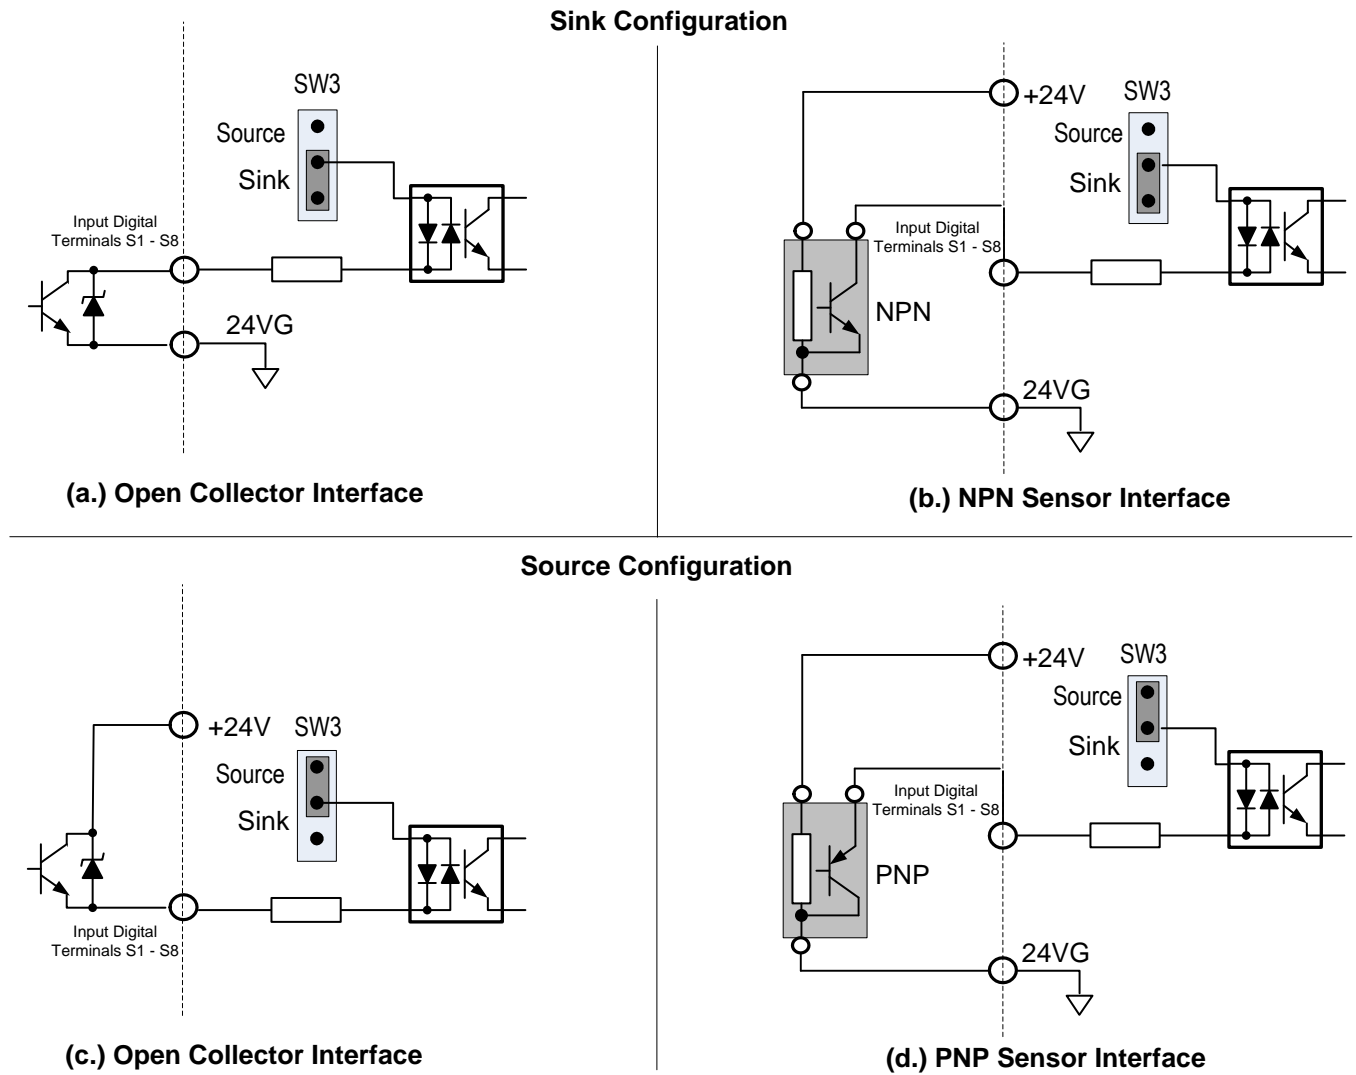 Sink Configuration
SW3
Source
Sink
Input Digital
Terminals S1 - S8
24VG
(a.) Open Collector Interface
+24V
SW3
Source
Sink
Input Digital
Terminals S1 - S8
NPN
24VG
(b.) NPN Sensor Interface
Source Configuration
+24V
SW3
Source
Sink
Input Digital
Terminals S1 - S8
(c.) Open Collector Interface
+24V
SW3
Source
Sink
Input Digital
Terminals S1 - S8
PNP
24VG
(d.) PNP Sensor Interface